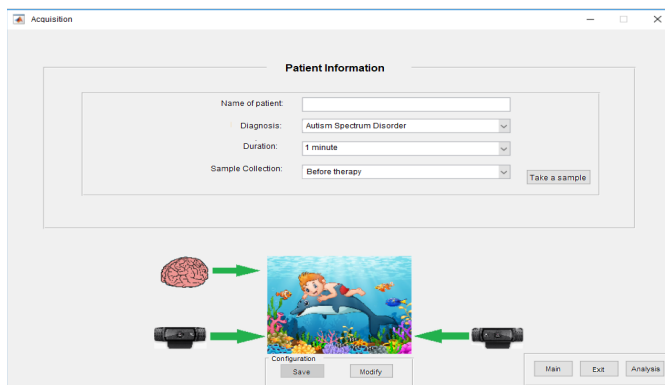 Acquisition
Patient Information
Name of patient:
Diagnosis: Autism Spectrum Disorder
Duration: 1 minute
Sample Collection: Before therapy
Take a sample
Configuration
Save Modify
Main Exit Analysis